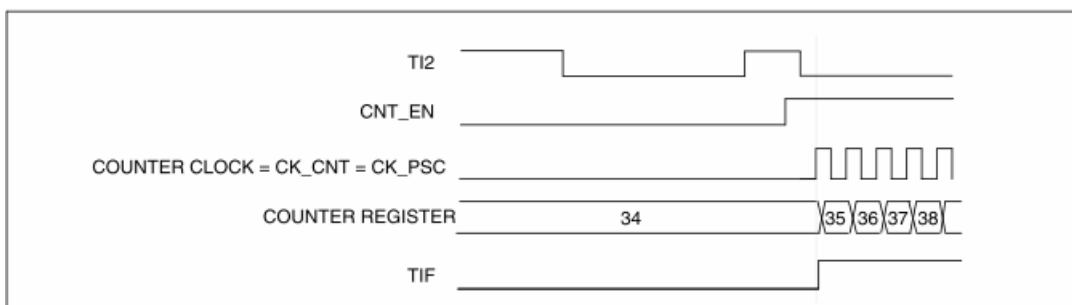 TI2
CNT_EN
COUNTER CLOCK = CK_CNT = CK_PSC
COUNTER REGISTER 34 35 36 37 38
TIF